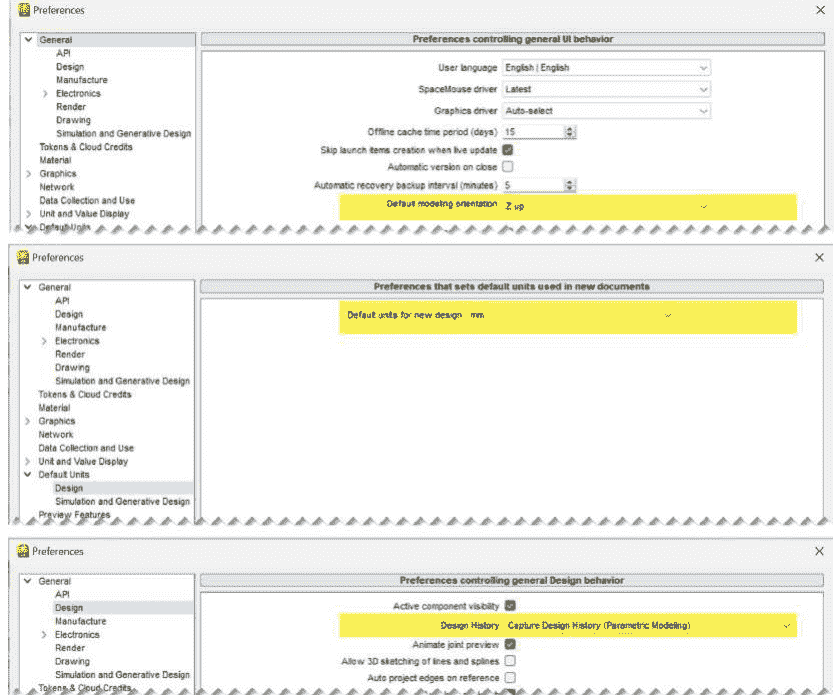 Preferences
General
API
Design
Manufacture
Electronics
Render
Drawing
Simulation and Generative Design
Tokens & Cloud Credits
Material
Graphics
Network
Data Collection and Use
Unit and Value Display
Default Units
Preferences controlling general UI behavior
User language English | English
SpaceMouse driver Latest
Graphics driver Auto-select
Offline cache time period (days) 15
Skip launch items creation when live update
Automatic version on close
Automatic recovery backup interval (minutes) 5
Default modeling orientation Z up
Preferences
General
API
Design
Manufacture
Electronics
Render
Drawing
Simulation and Generative Design
Tokens & Cloud Credits
Material
Graphics
Network
Data Collection and Use
Unit and Value Display
Default Units
Design
Simulation and Generative Design
Preview Features
Preferences that sets default units used in new documents
Default units for new design mm
Preferences
General
API
Design
Manufacture
Electronics
Render
Drawing
Simulation and Generative Design
Tokens & Cloud Credits
Preferences controlling general Design behavior
Active component visibility
Design History Capture Design History (Parametric Modeling)
Animate joint preview
Allow 3D sketching of lines and splines
Auto project edges on reference